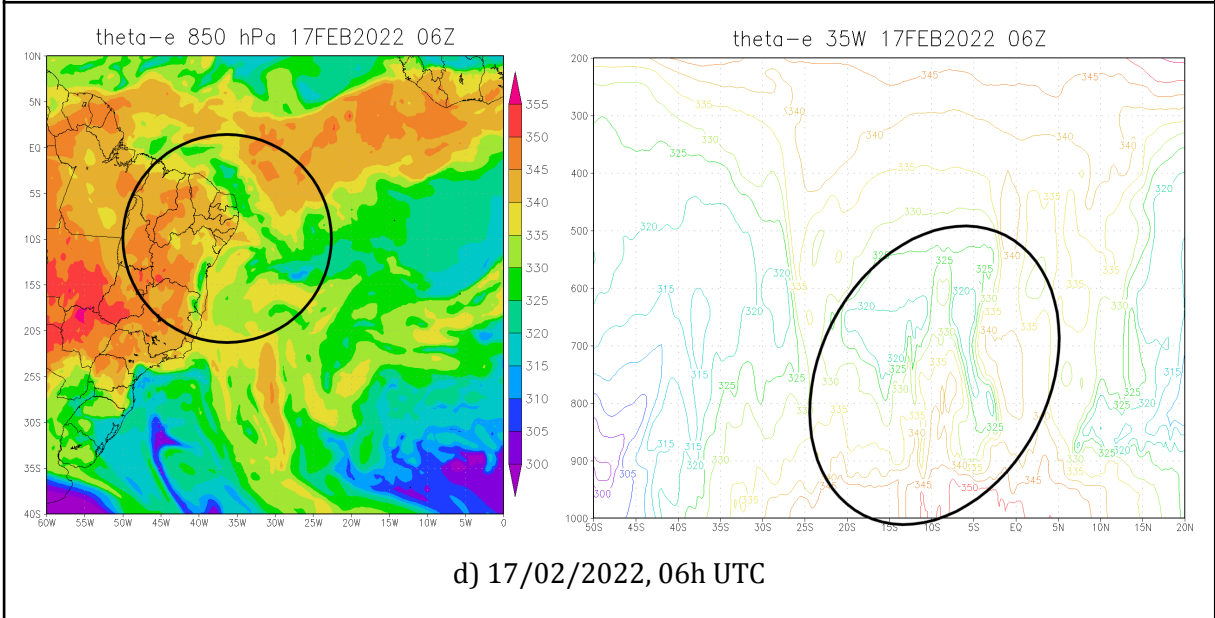 theta-e 850 hPa 17FEB2022 06Z
10N
5N
EQ
5S
10S
15S
20S
25S
30S
35S
40S
60W 55W 50W 45W 40W 35W 30W 25W 20W 15W 10W 5W 0
355
350
345
340
335
330
325
320
315
310
305
300
theta-e 35W 17FEB2022 06Z
200
300
400
500
600
700
800
900
1000
50S 45S 40S 35S 30S 25S 20S 15S 10S 5S EQ 5N 10N 15N 20N
d) 17/02/2022, 06h UTC